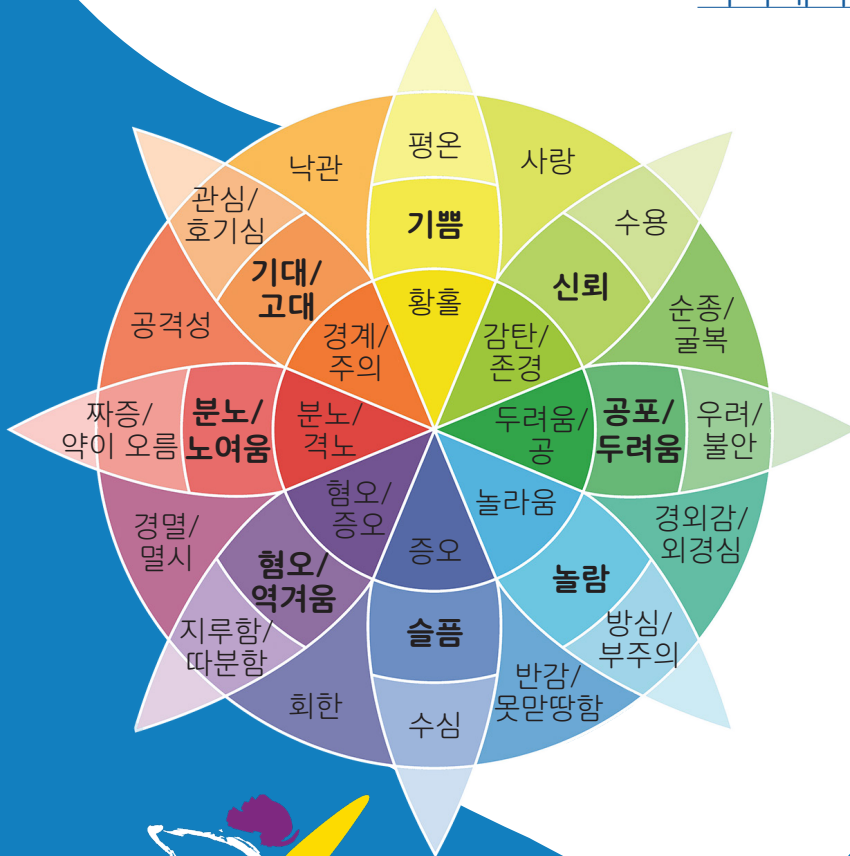 평온
낙관
사랑
관심/
호기심
기쁨
수용
기대/
고대
신뢰
황홀
공격성
경계/
주의
감탄/
존경
순종/
굴복
짜증/
약이 오름
분노/
노여움
분노/
격노
두려움/
공
공포/
두려움
우려/
불안
경멸/
멸시
혐오/
증오
증오
놀라움
경외감/
외경심
혐오/
역겨움
슬픔
놀람
지루함/
따분함
방심/
부주의
회한
수심
반감/
못맏땅함